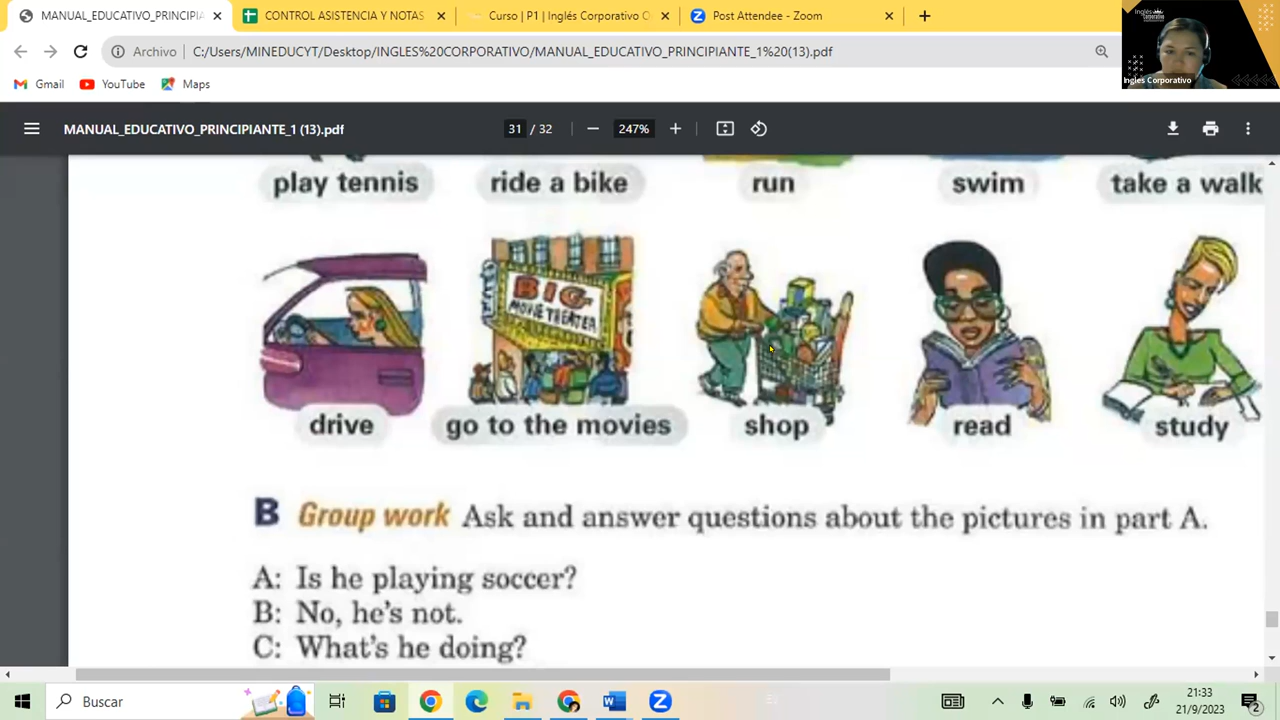 MANUAL_EDUCATIVO_PRINCIPIA
CONTROL ASISTENCIA Y NOTAS
Curso | P1 | Inglés Corporativo O
Post Attendee - Zoom
Archivo
C:/Users/MINEDUCYT/Desktop/INGLES%20CORPORATIVO/MANUAL_EDUCATIVO_PRINCIPIANTE_1%20(13).pdf
Gmail
YouTube
Maps
Inglés
Corporativo
Ingles Corporativo
MANUAL_EDUCATIVO_PRINCIPIANTE_1 (13).pdf
31 / 32
247%
play tennis
ride a bike
run
swim
take a walk
BIG
MOVIE THEATER
drive
go to the movies
shop
read
study
B Group work Ask and answer questions about the pictures in part A.
A: Is he playing soccer?
B: No, he's not.
C: What's he doing?
Buscar
21:33
21/9/2023
2